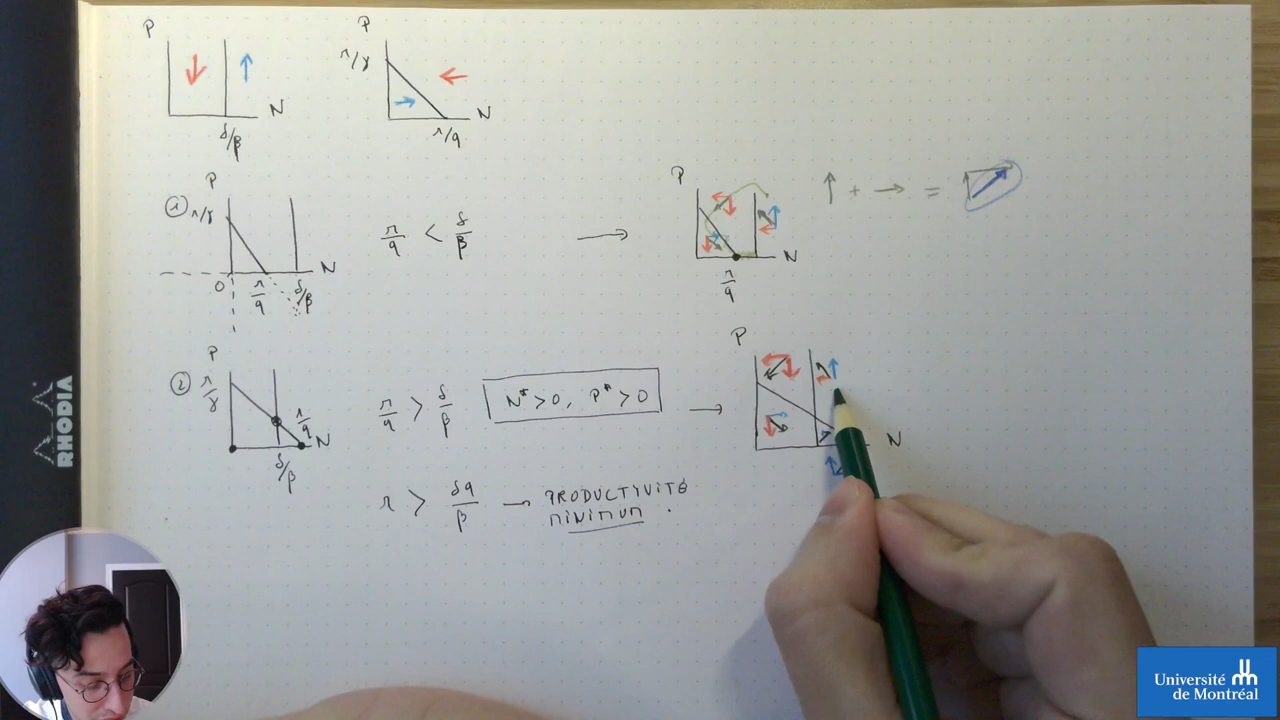 P
N
δ/β
P
r/γ
N
r/q
①
P
r/γ
N
0
r/q
δ/β
r/q < δ/β
P
N
r/q
↑ + → =
②
P
r/γ
r/q
N
δ/β
r/q > δ/β
N* > 0, P* > 0
P
N
r > δq/β → PRODUCTIVITÉ
MINIMUM.
RHODIA
Université
de Montréal